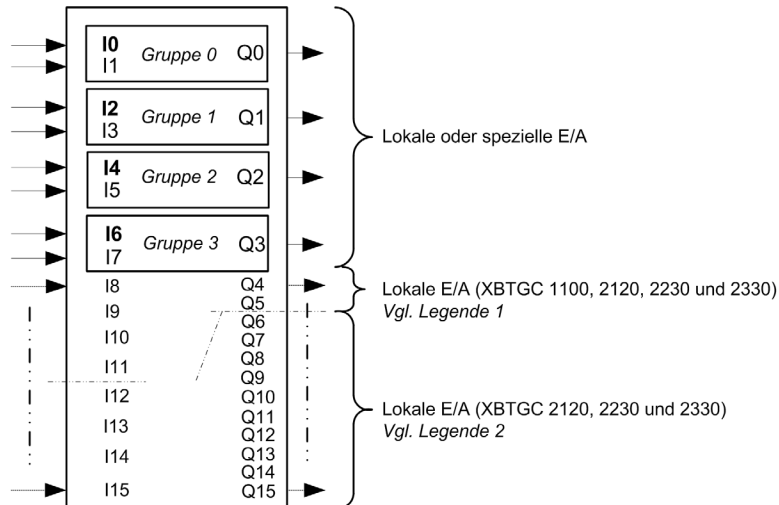 I0 Gruppe 0 Q0
I1
I2 Gruppe 1 Q1
I3
I4 Gruppe 2 Q2
I5
I6 Gruppe 3 Q3
I7
Lokale oder spezielle E/A
I8
I9
I10
I11
I12
I13
I14
I15
Q4
Q5
Q6
Q7
Q8
Q9
Q10
Q11
Q12
Q13
Q14
Q15
Lokale E/A (XBTGC 1100, 2120, 2230 und 2330)
Vgl. Legende 1
Lokale E/A (XBTGC 2120, 2230 und 2330)
Vgl. Legende 2